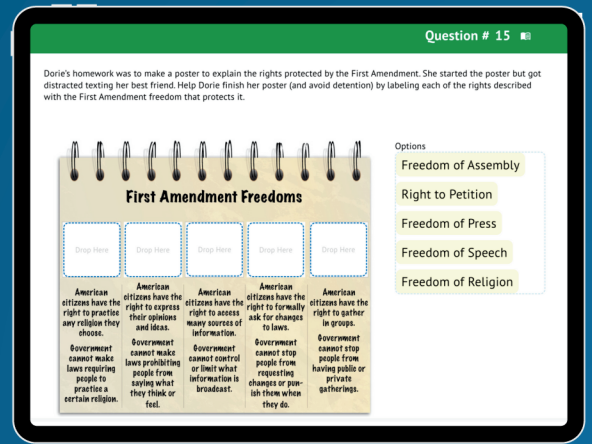 Question # 15
Dorie's homework was to make a poster to explain the rights protected by the First Amendment. She started the poster but got
distracted texting her best friend. Help Dorie finish her poster (and avoid detention) by labeling each of the rights described
with the First Amendment freedom that protects it.
First Amendment Freedoms
Drop Here
American
citizens have the
right to practice
any religion they
choose.
Government
cannot make
laws requiring
people to
practice a
certain religion.
Drop Here
American
citizens have the
right to express
their opinions
and ideas.
Government
cannot make
laws prohibiting
people from
saying what
they think or
feel.
Drop Here
American
citizens have the
right to access
many sources of
information.
Government
cannot control
or limit what
information is
broadcast.
Drop Here
American
citizens have the
right to formally
ask for changes
to laws.
Government
cannot stop
people from
requesting
changes or pun-
ish them when
they do.
Drop Here
American
citizens have the
right to gather
in groups.
Government
cannot stop
people from
having public or
private
gatherings.
Options
Freedom of Assembly
Right to Petition
Freedom of Press
Freedom of Speech
Freedom of Religion